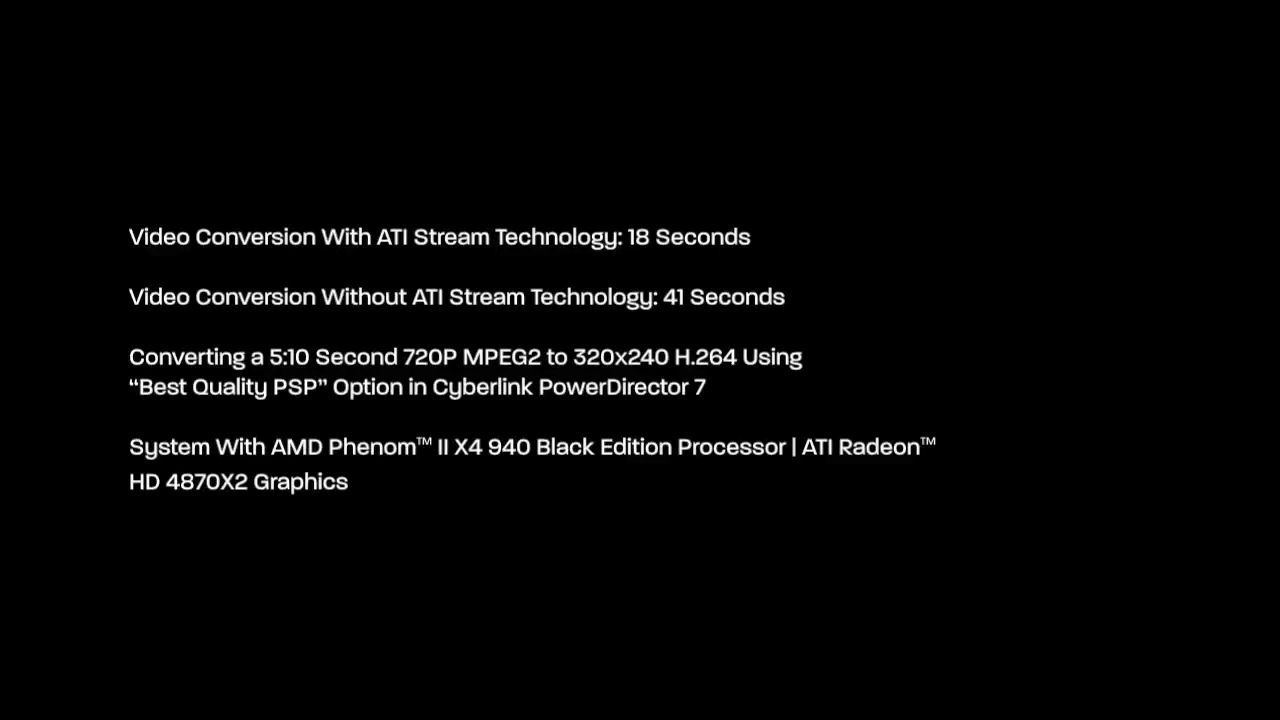 Video Conversion With ATI Stream Technology: 18 Seconds
Video Conversion Without ATI Stream Technology: 41 Seconds
Converting a 5:10 Second 720P MPEG2 to 320x240 H.264 Using
“Best Quality PSP” Option in Cyberlink PowerDirector 7
System With AMD Phenom™ II X4 940 Black Edition Processor | ATI Radeon™
HD 4870X2 Graphics